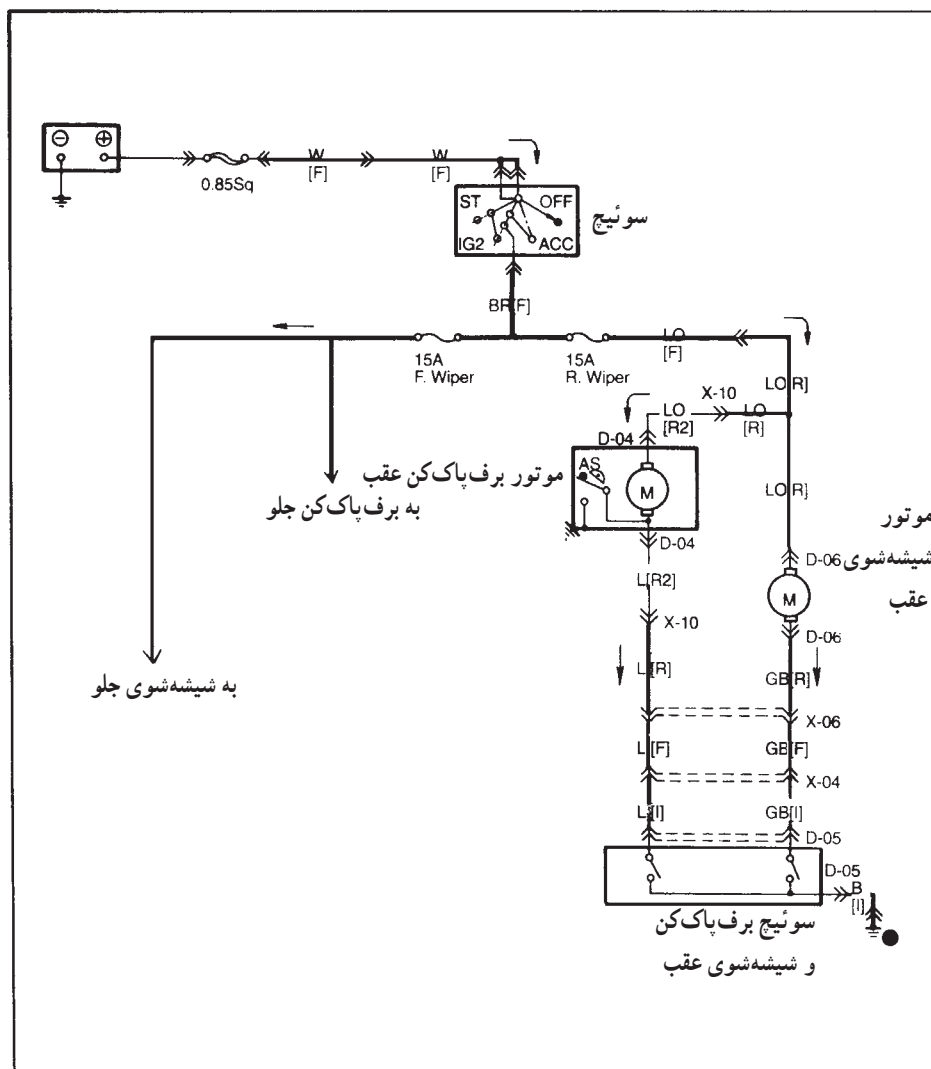 ⊖ ⊕
0.85Sq
W
[F]
W
[F]
ST OFF
IG2 ACC
سوئیچ
BR[F]
15A
F. Wiper
15A
R. Wiper
LO
[F]
LO[R]
X-10
LO
[R2]
LO
[R]
D-04
AS
M
موتور برف‌پاک‌کن عقب
به برف‌پاک‌کن جلو
LO[R]
موتور
شیشه‌شوی
عقب
D-06
M
D-04
D-06
L[R2]
X-10
به شیشه‌شوی جلو
L[R]
GB[R]
X-06
L[F]
GB[F]
X-04
L[I]
GB[I]
D-05
D-05
B
[I]
سوئیچ برف‌پاک‌کن
و شیشه‌شوی عقب